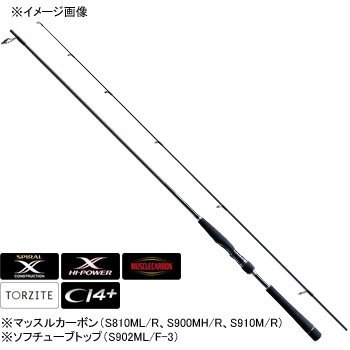 ※イメージ画像
SPIRAL X CONSTRUCTION
X HI-POWER
MUSCLECARBON
TORZITE
CI4+
※マッスルカーボン(S810ML/R、S900MH/R、S910M/R)
※ソフチューブトップ(S902ML/F-3)